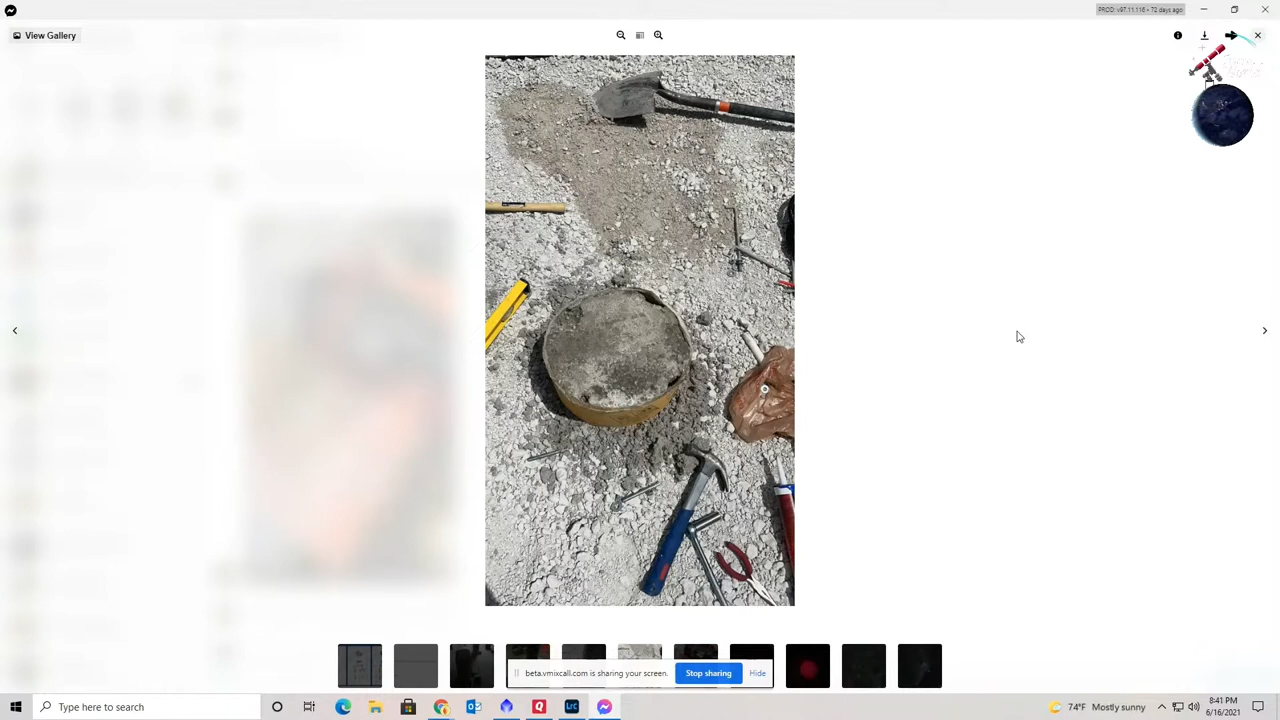 PROD: v97.11.116 • 72 days ago
View Gallery
beta.vmixcall.com is sharing your screen.
Stop sharing
Hide
Type here to search
74°F Mostly sunny
8:41 PM
6/16/2021